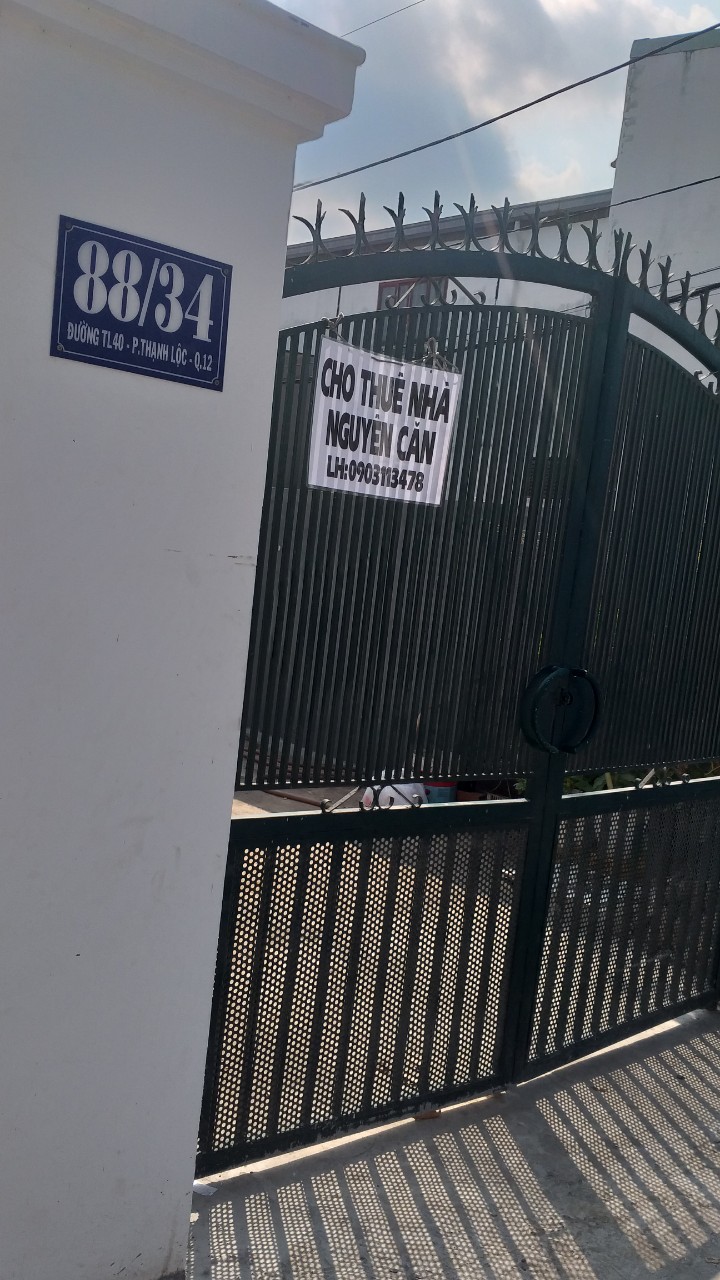 88/34
ĐƯỜNG TL40 - P.THẠNH LỘC - Q.12
CHO THUÊ NHÀ
NGUYÊN CĂN
LH:0903113478